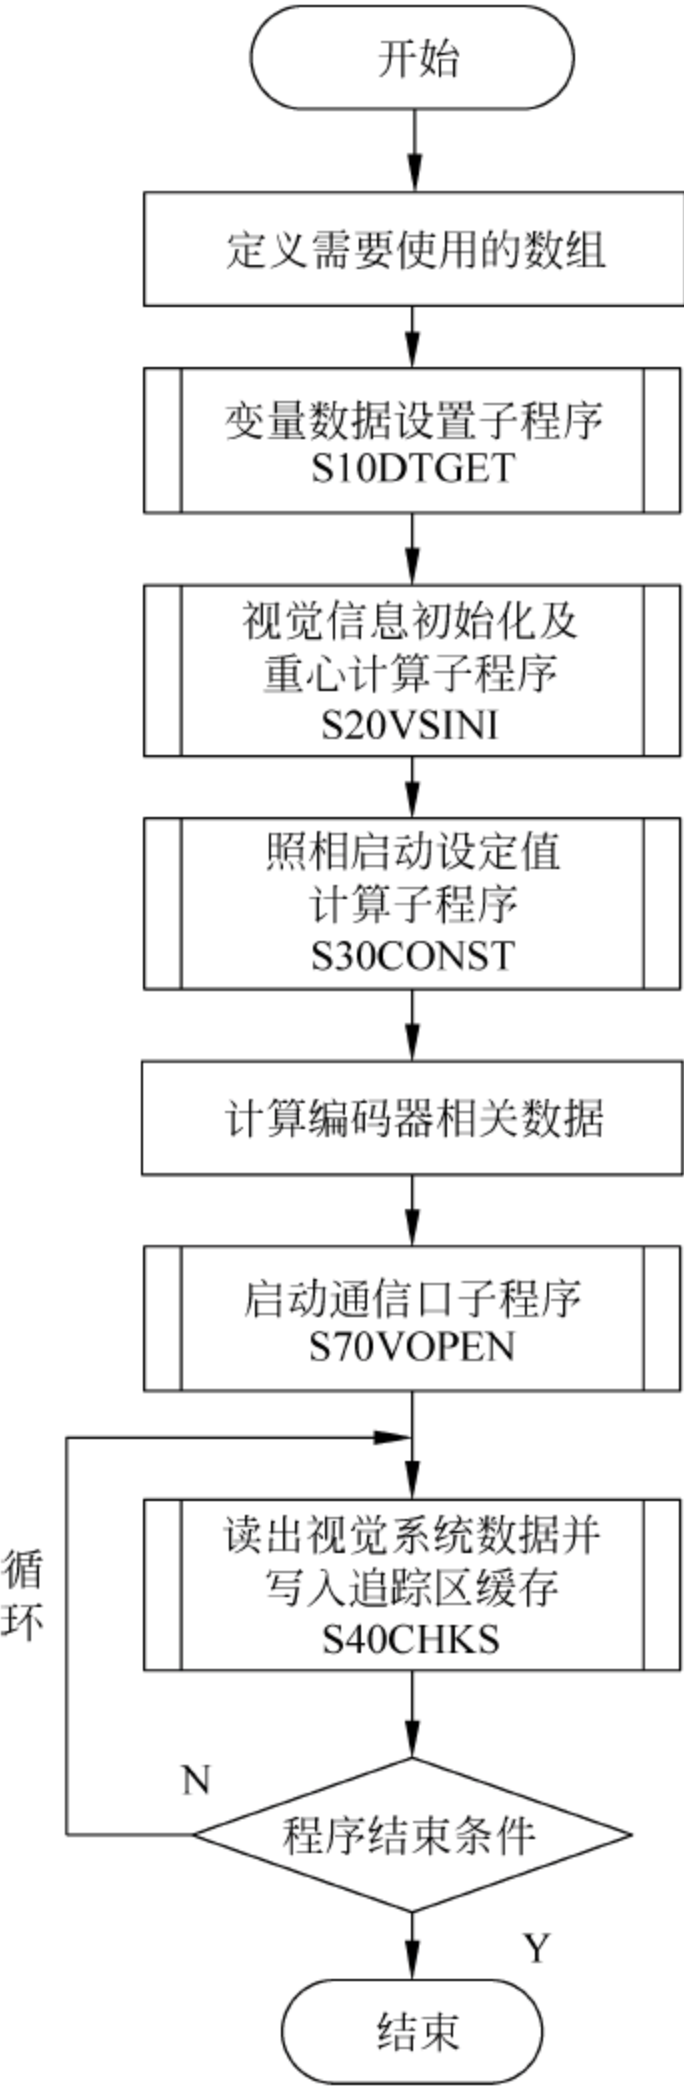 开始
定义需要使用的数组
变量数据设置子程序
S10DTGET
视觉信息初始化及
重心计算子程序
S20VSINI
照相启动设定值
计算子程序
S30CONST
计算编码器相关数据
启动通信口子程序
S70VOPEN
读出视觉系统数据并
写入追踪区缓存
S40CHKS
循
环
N
程序结束条件
Y
结束